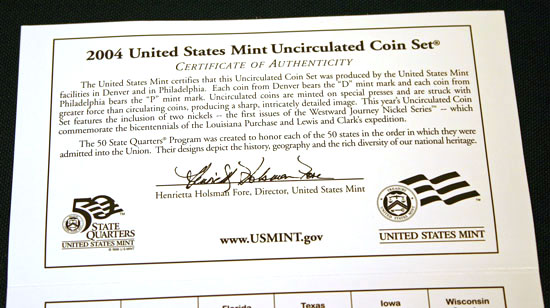 2004 United States Mint Uncirculated Coin Set®
CERTIFICATE OF AUTHENTICITY
The United States Mint certifies that this Uncirculated Coin Set was produced by the United States Mint
facilities in Denver and in Philadelphia. Each coin from Denver bears the "D" mint mark and each coin from
Philadelphia bears the "P" mint mark. Uncirculated coins are minted on special presses and are struck with
greater force than circulating coins, producing a sharp, intricately detailed image. This year's Uncirculated Coin
Set features the inclusion of two nickels -- the first issues of the Westward Journey Nickel Series™ -- which
commemorate the bicentennials of the Louisiana Purchase and Lewis and Clark's expedition.
The 50 State Quarters® Program was created to honor each of the 50 states in the order in which they were
admitted into the Union. Their designs depict the history, geography and the rich diversity of our national heritage.
Henrietta Holsman Fore
Henrietta Holsman Fore, Director, United States Mint
50
STATE
QUARTERS
UNITED STATES MINT
www.USMINT.gov
UNITED STATES MINT
Florida Texas Iowa Wisconsin